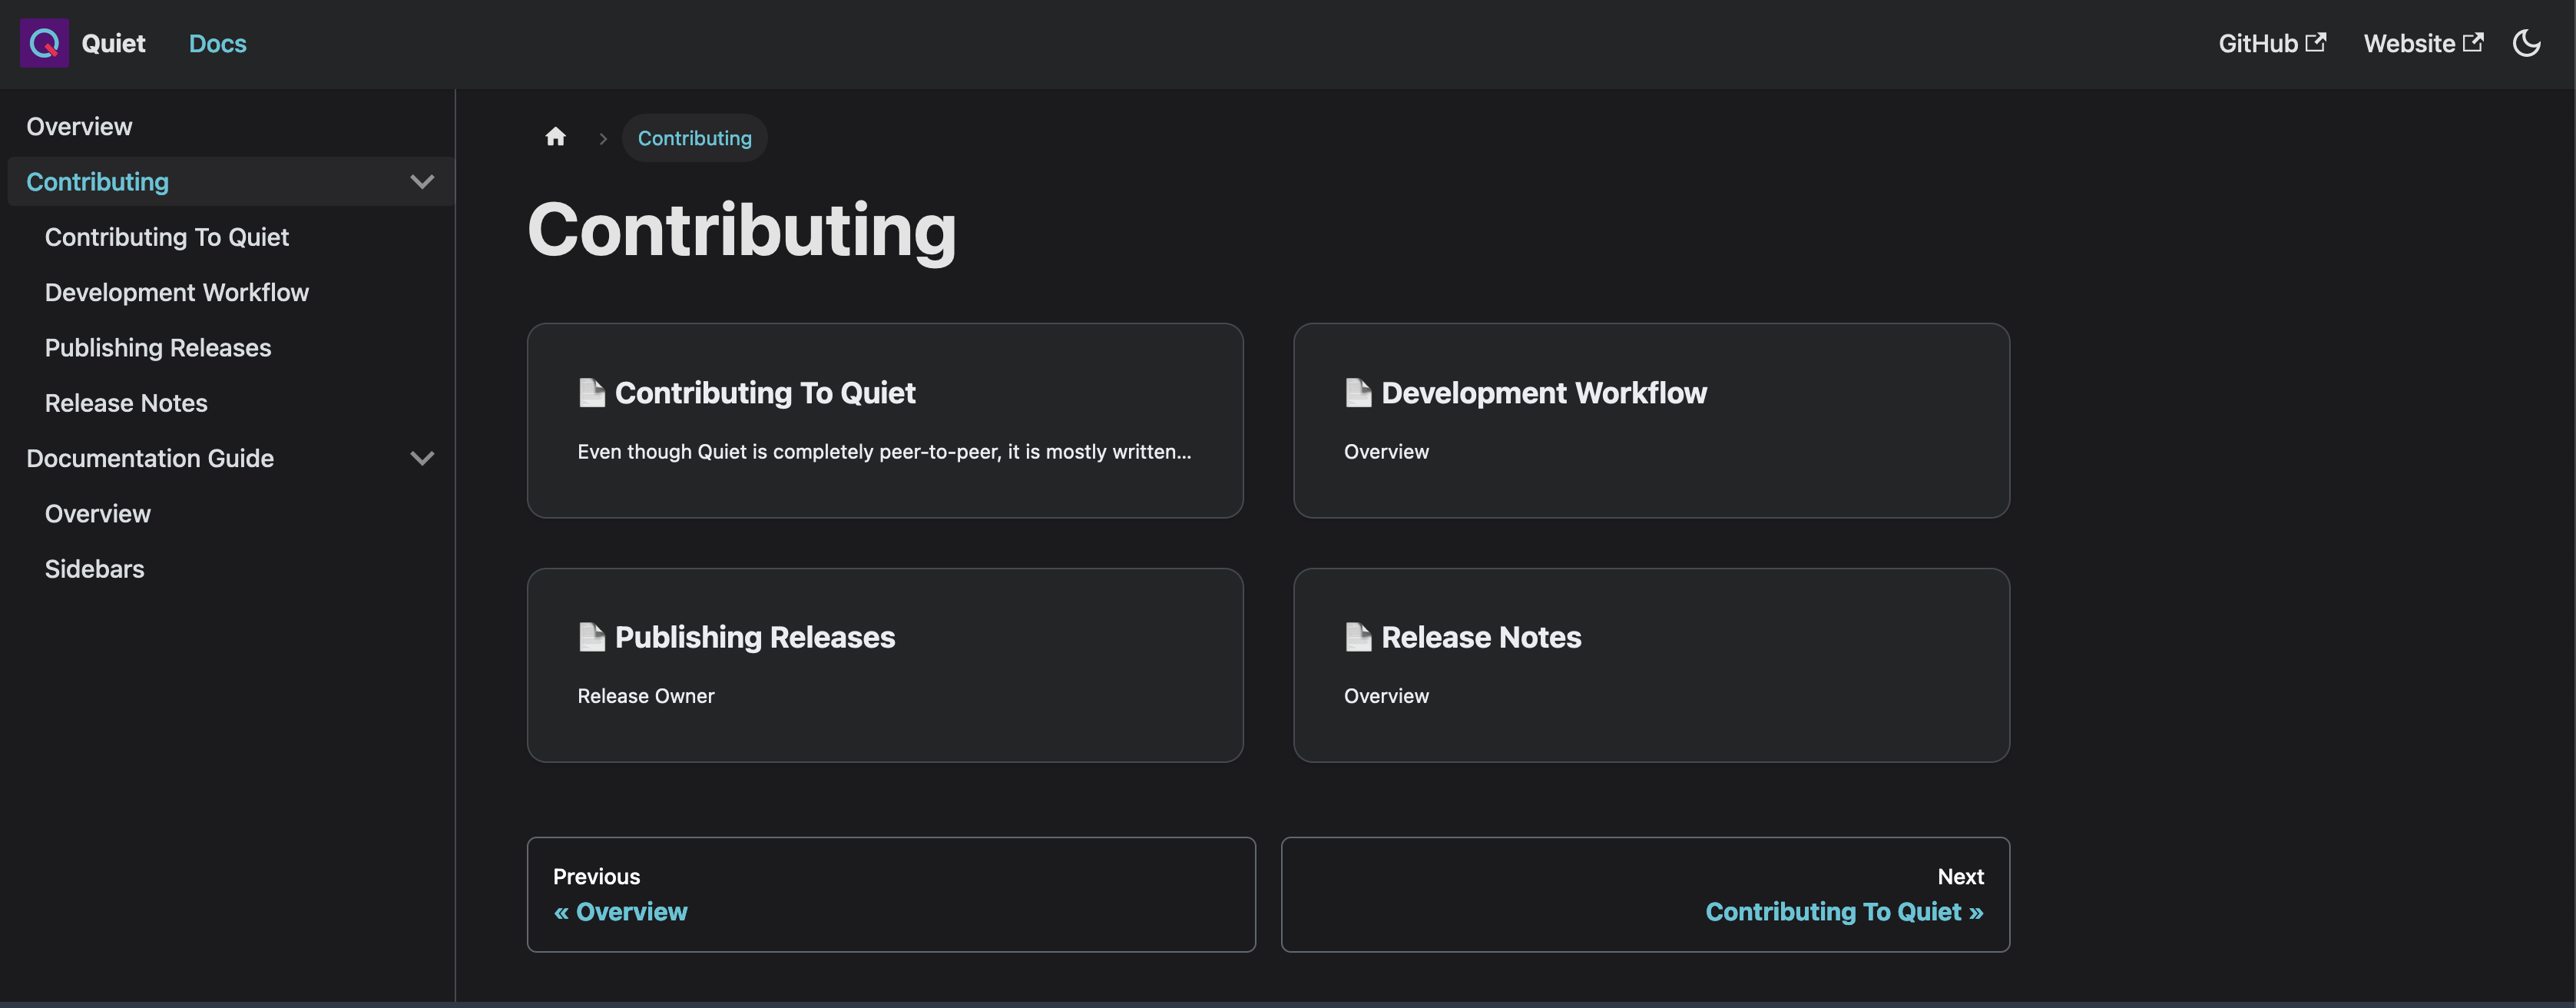 Quiet Docs GitHub Website
Overview
Contributing
Contributing To Quiet
Development Workflow
Publishing Releases
Release Notes
Documentation Guide
Overview
Sidebars
Contributing
Contributing
Contributing To Quiet
Even though Quiet is completely peer-to-peer, it is mostly written...
Development Workflow
Overview
Publishing Releases
Release Owner
Release Notes
Overview
Previous
« Overview
Next
Contributing To Quiet »